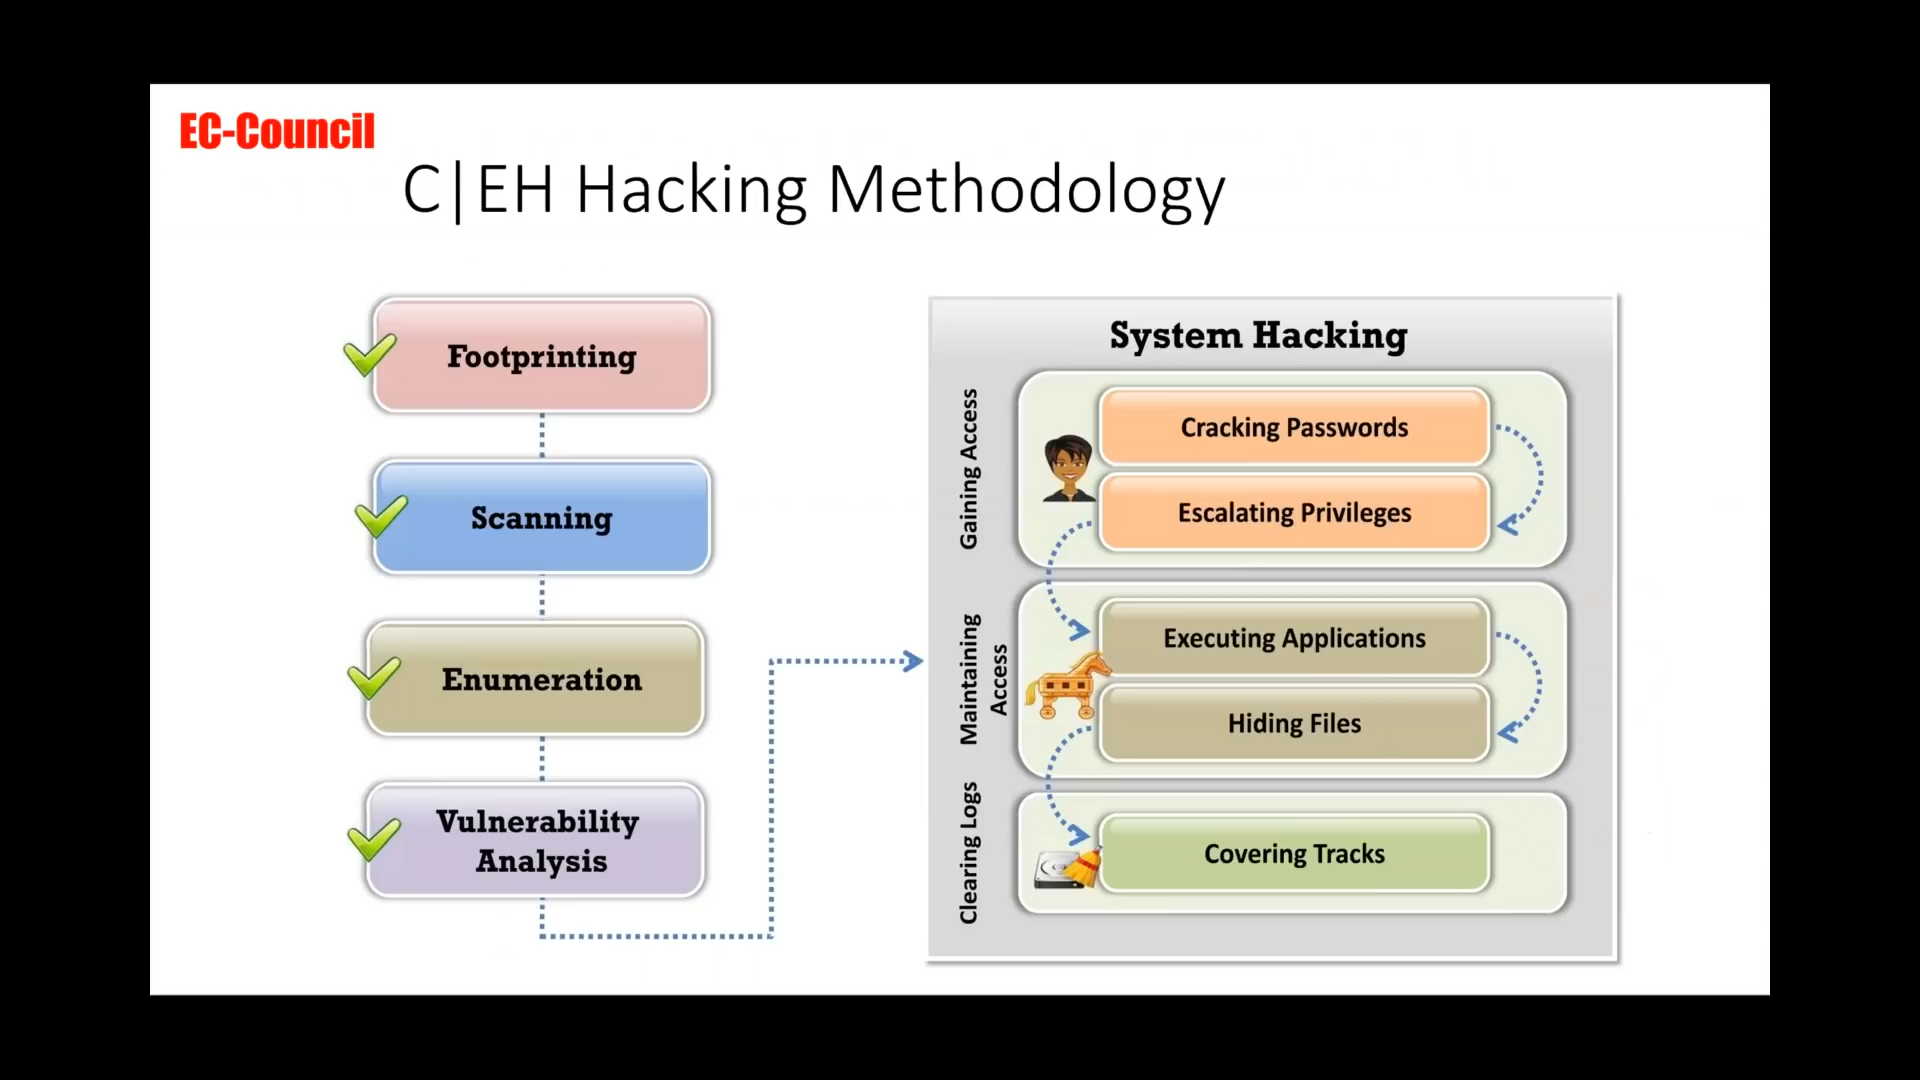 EC-Council
C|EH Hacking Methodology
Footprinting
Scanning
Enumeration
Vulnerability
Analysis
System Hacking
Gaining Access
Cracking Passwords
Escalating Privileges
Maintaining
Access
Executing Applications
Hiding Files
Clearing Logs
Covering Tracks